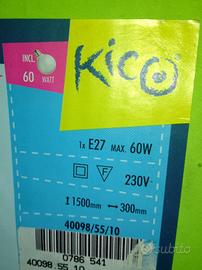 INCL.
60 WATT
kico
1x E27 MAX. 60W
F
230V~
1500mm 300mm
40098/55/10
0786 541
40098 55 10
subito